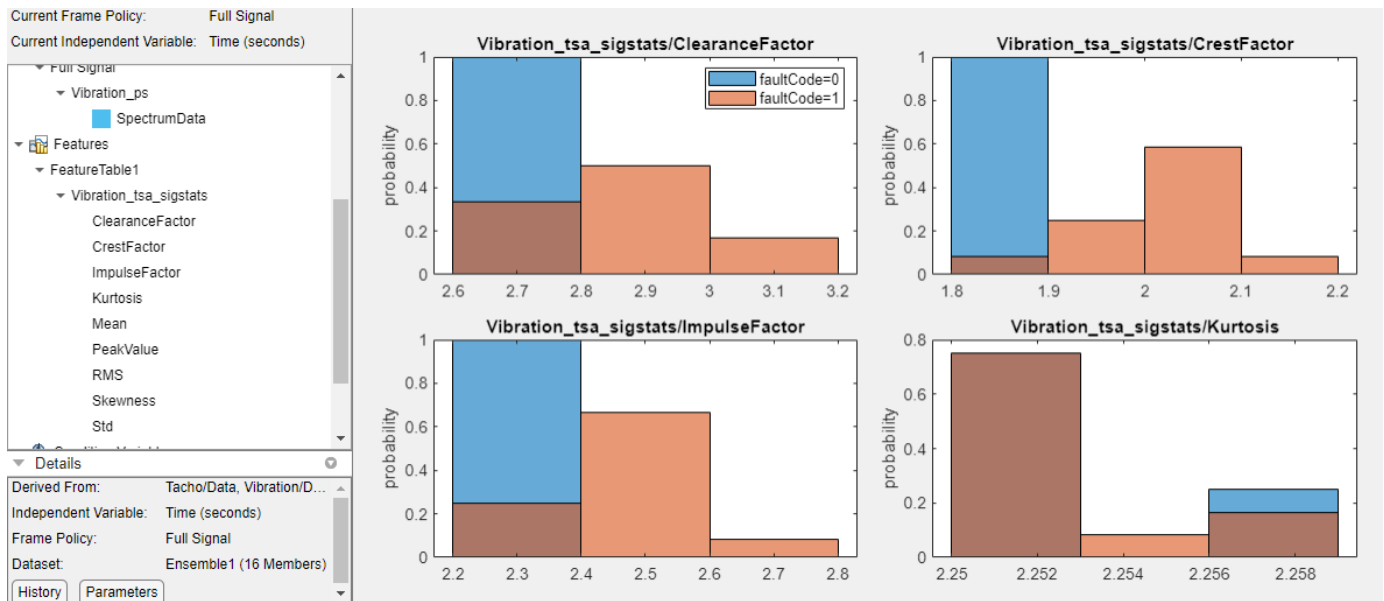 Current Frame Policy: Full Signal
Current Independent Variable: Time (seconds)
Full Signal
Vibration_ps
SpectrumData
Features
FeatureTable1
Vibration_tsa_sigstats
ClearanceFactor
CrestFactor
ImpulseFactor
Kurtosis
Mean
PeakValue
RMS
Skewness
Std
Details
Derived From: Tacho/Data, Vibration/D...
Independent Variable: Time (seconds)
Frame Policy: Full Signal
Dataset: Ensemble1 (16 Members)
History Parameters
Vibration_tsa_sigstats/ClearanceFactor
faultCode=0
faultCode=1
probability
1
0.8
0.6
0.4
0.2
0
2.6 2.7 2.8 2.9 3 3.1 3.2
Vibration_tsa_sigstats/CrestFactor
probability
1
0.8
0.6
0.4
0.2
0
1.8 1.9 2 2.1 2.2
Vibration_tsa_sigstats/ImpulseFactor
probability
1
0.8
0.6
0.4
0.2
0
2.2 2.3 2.4 2.5 2.6 2.7 2.8
Vibration_tsa_sigstats/Kurtosis
probability
0.8
0.6
0.4
0.2
0
2.25 2.252 2.254 2.256 2.258